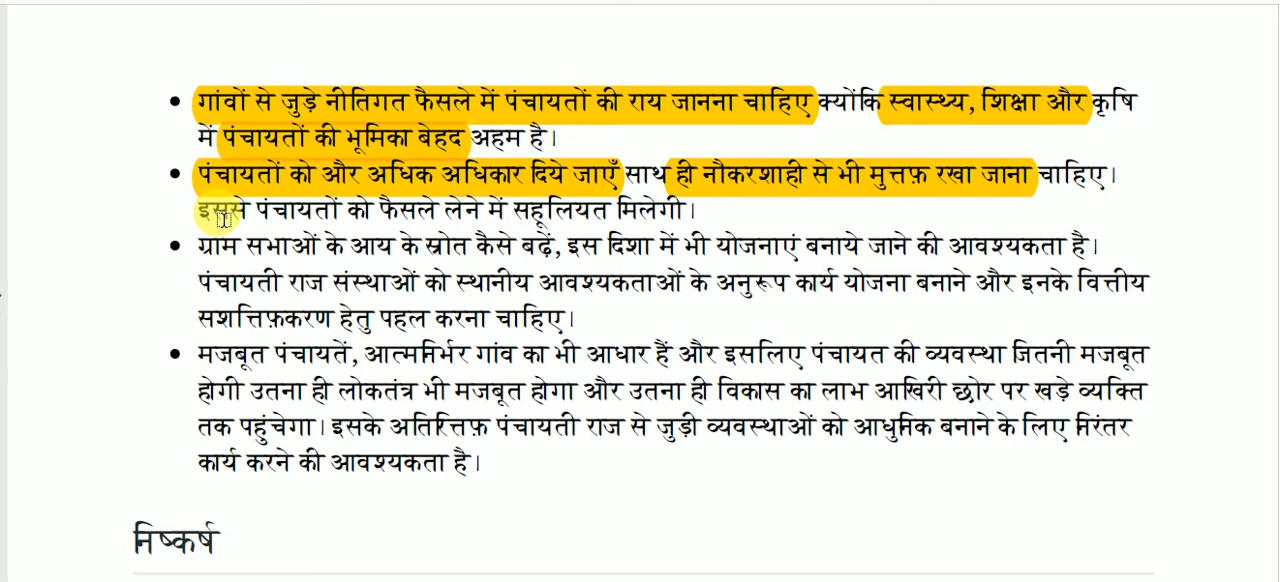 • गांवों से जुड़े नीतिगत फैसले में पंचायतों की राय जानना चाहिए क्योंकि स्वास्थ्य, शिक्षा और कृषि
में पंचायतों की भूमिका बेहद अहम है।
• पंचायतों को और अधिक अधिकार दिये जाएँ साथ ही नौकरशाही से भी मुत्तफ़ रखा जाना चाहिए।
इससे पंचायतों को फैसले लेने में सहूलियत मिलेगी।
• ग्राम सभाओं के आय के स्रोत कैसे बढ़ें, इस दिशा में भी योजनाएं बनाये जाने की आवश्यकता है।
पंचायती राज संस्थाओं को स्थानीय आवश्यकताओं के अनुरूप कार्य योजना बनाने और इनके वित्तीय
सशत्तिफ़करण हेतु पहल करना चाहिए।
• मजबूत पंचायतें, आत्मनिर्भर गांव का भी आधार हैं और इसलिए पंचायत की व्यवस्था जितनी मजबूत
होगी उतना ही लोकतंत्र भी मजबूत होगा और उतना ही विकास का लाभ आखिरी छोर पर खड़े व्यक्ति
तक पहुंचेगा। इसके अतिरित्तफ़ पंचायती राज से जुड़ी व्यवस्थाओं को आधुनिक बनाने के लिए निरंतर
कार्य करने की आवश्यकता है।
निष्कर्ष